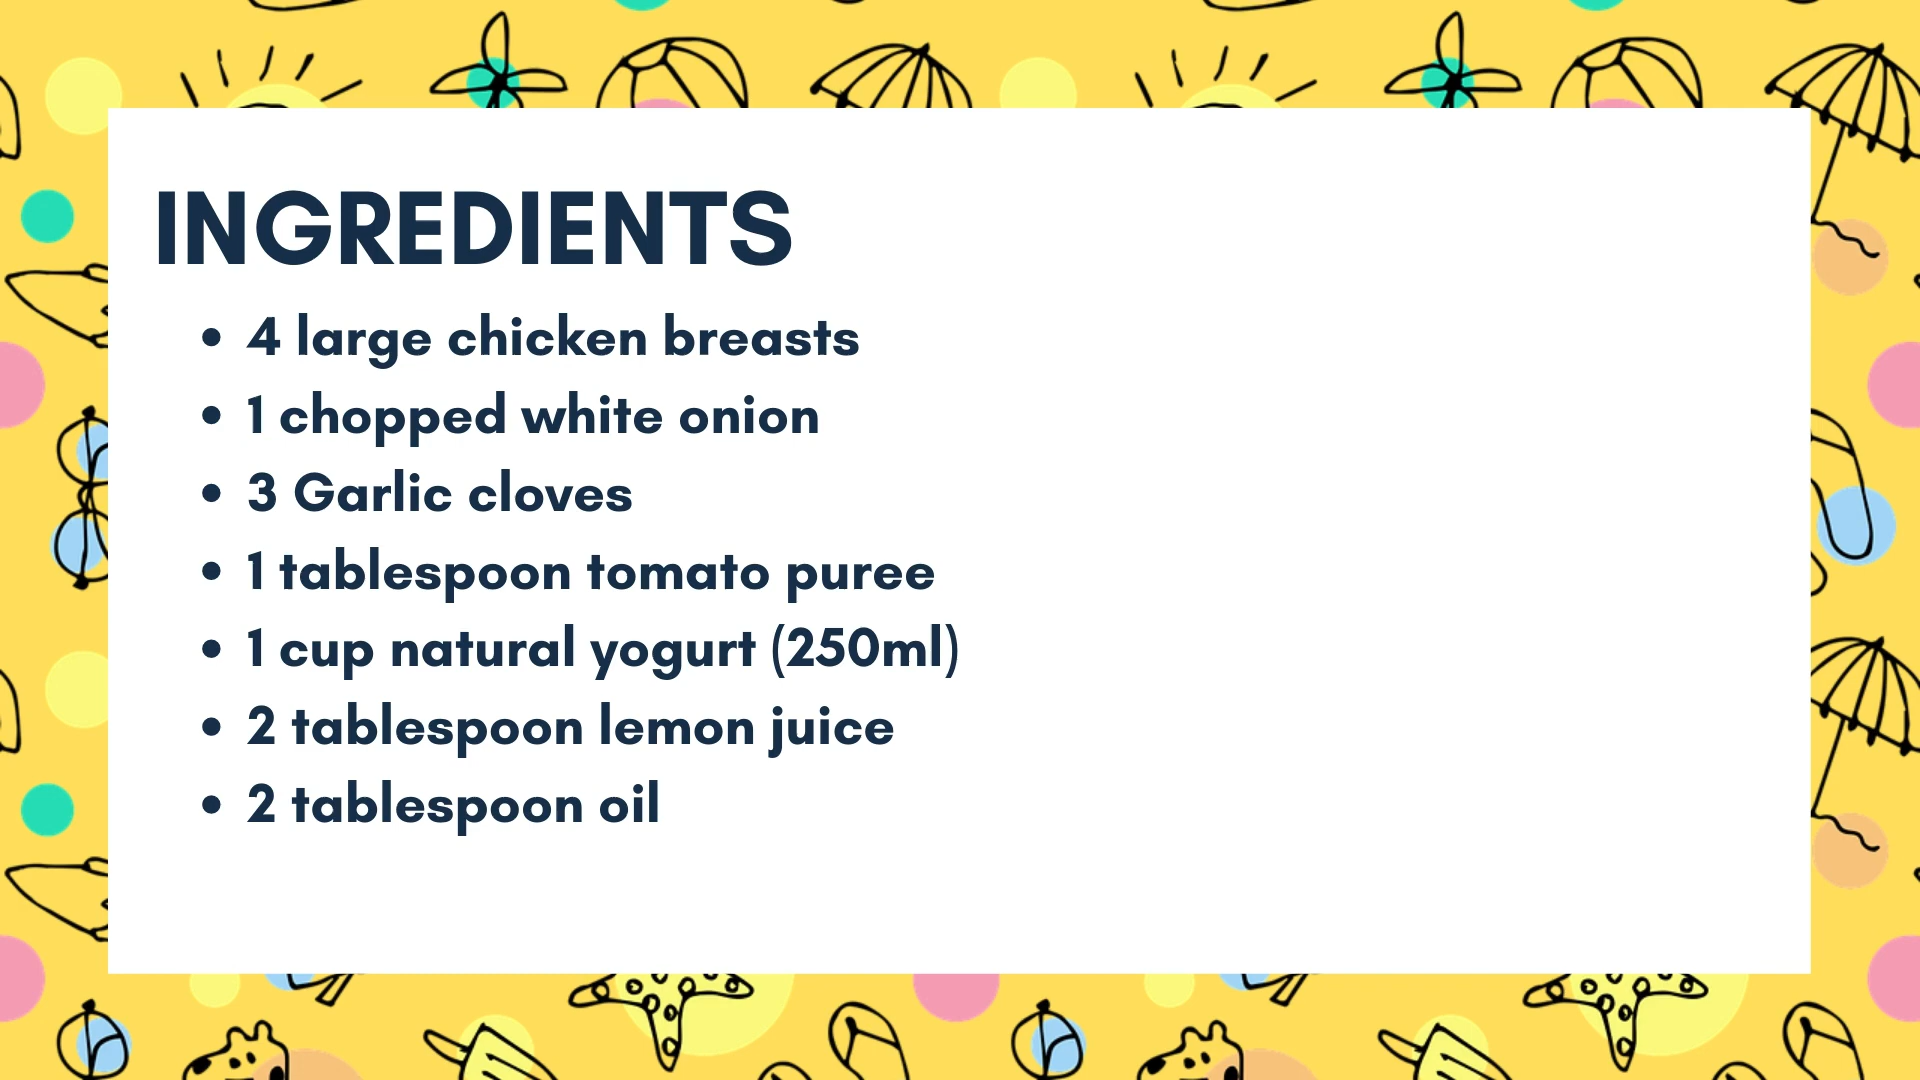 INGREDIENTS
• 4 large chicken breasts
• 1 chopped white onion
• 3 Garlic cloves
• 1 tablespoon tomato puree
• 1 cup natural yogurt (250ml)
• 2 tablespoon lemon juice
• 2 tablespoon oil